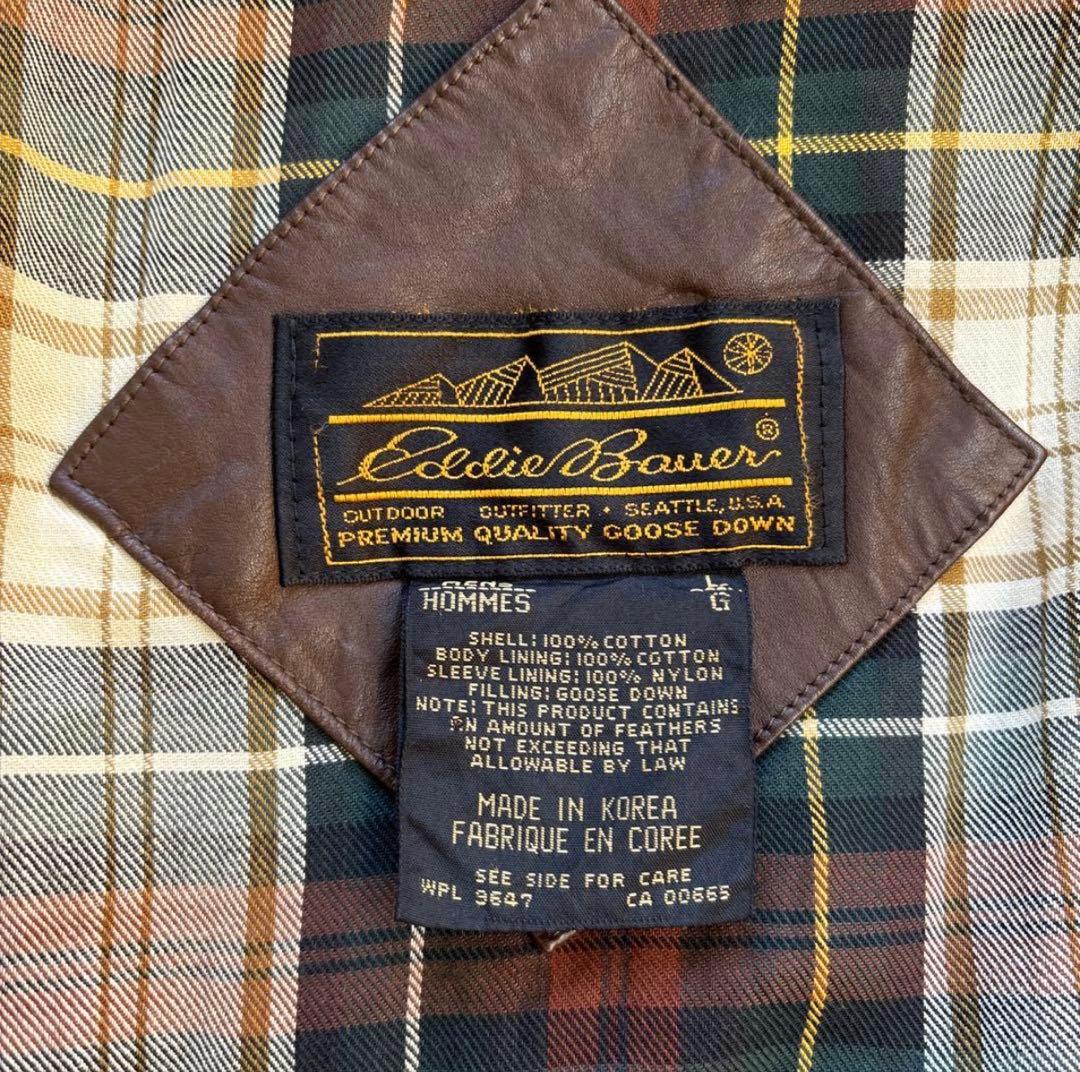 Eddie Bauer®
OUTDOOR OUTFITTER • SEATTLE, U.S.A.
PREMIUM QUALITY GOOSE DOWN
MENS L
HOMMES G
SHELL: 100% COTTON
BODY LINING: 100% COTTON
SLEEVE LINING: 100% NYLON
FILLING: GOOSE DOWN
NOTE: THIS PRODUCT CONTAINS
AN AMOUNT OF FEATHERS
NOT EXCEEDING THAT
ALLOWABLE BY LAW
MADE IN KOREA
FABRIQUE EN COREE
SEE SIDE FOR CARE
WPL 9647 CA 00665